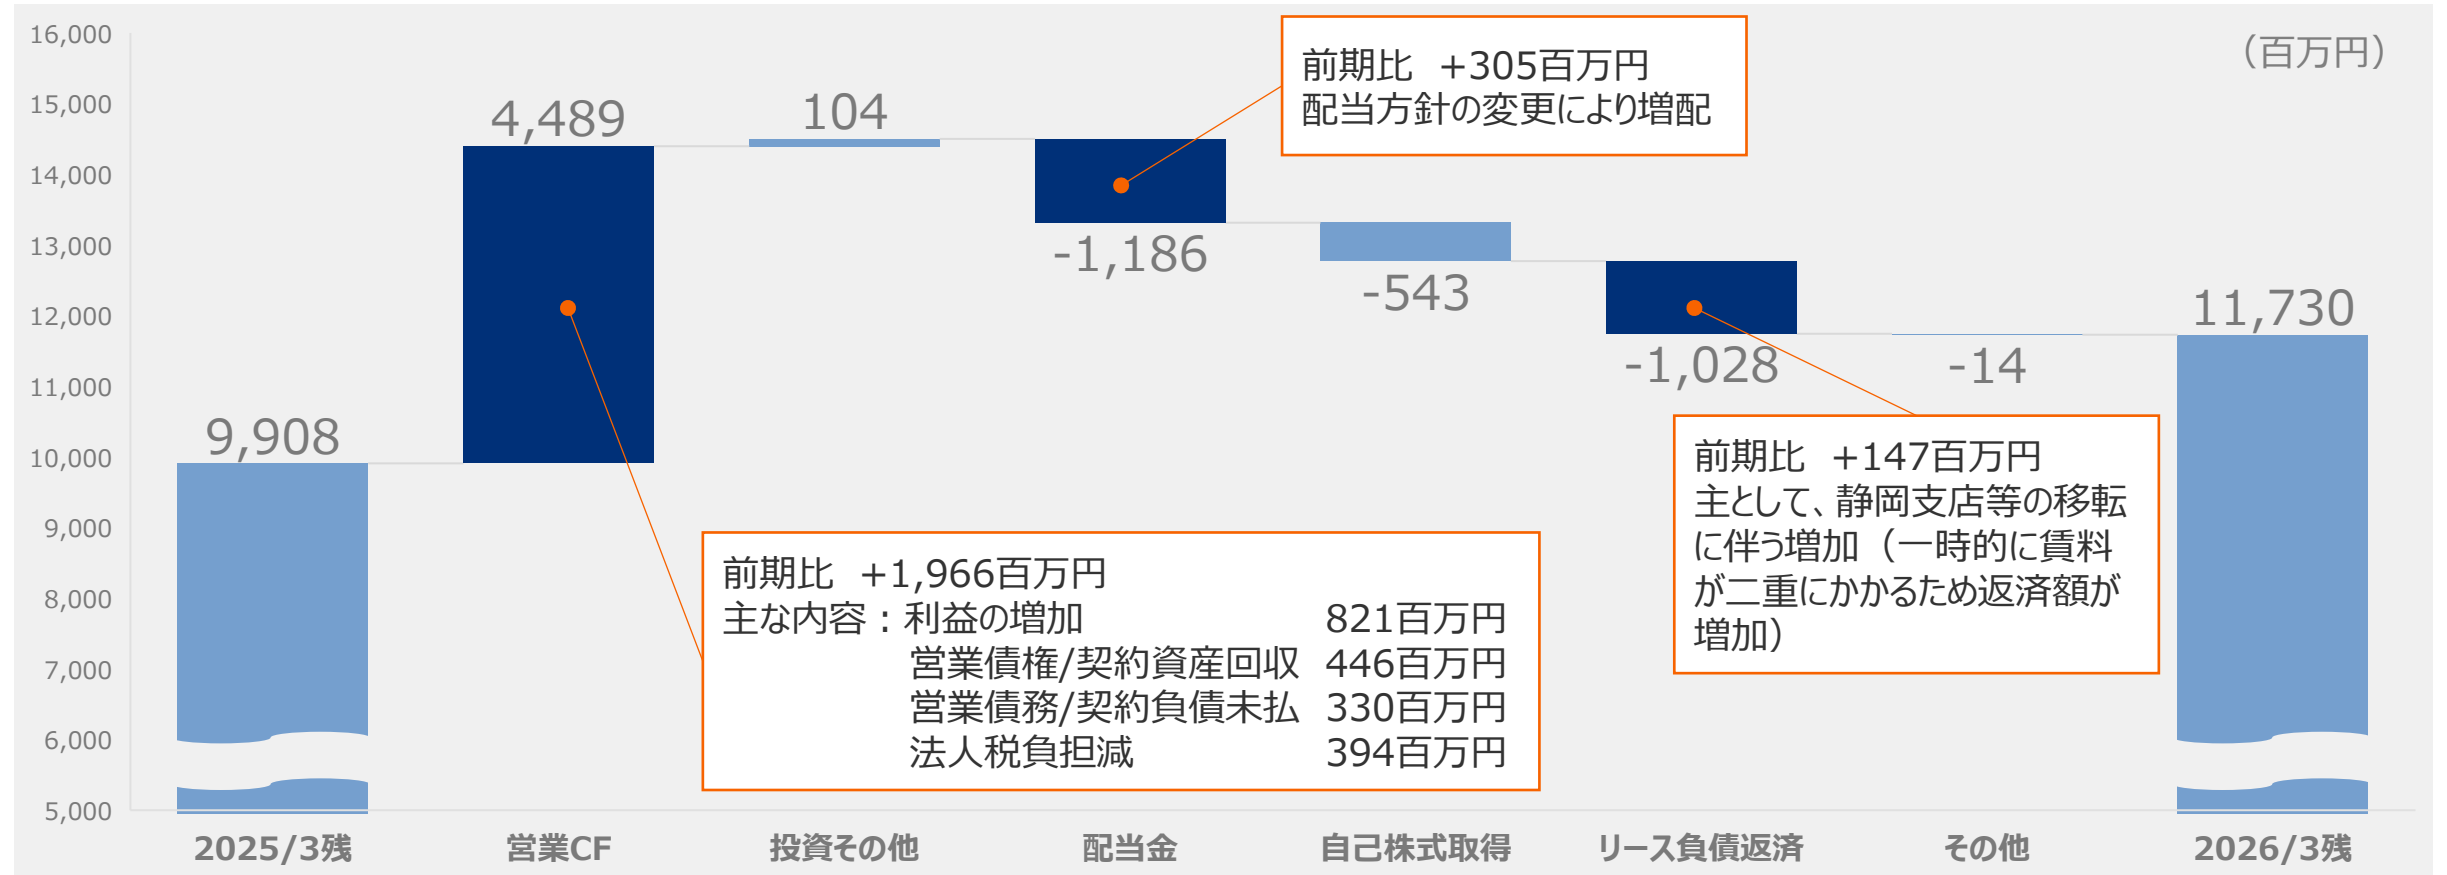 (百万円)
16,000
15,000
14,000
13,000
12,000
11,000
10,000
9,000
8,000
7,000
6,000
5,000
9,908
4,489
104
-1,186
-543
-1,028
-14
11,730
前期比 +305百万円
配当方針の変更により増配
前期比 +1,966百万円
主な内容：利益の増加 821百万円
営業債権/契約資産回収 446百万円
営業債務/契約負債未払 330百万円
法人税負担減 394百万円
前期比 +147百万円
主として、静岡支店等の移転
に伴う増加（一時的に賃料
が二重にかかるため返済額が
増加）
2025/3残
営業CF
投資その他
配当金
自己株式取得
リース負債返済
その他
2026/3残